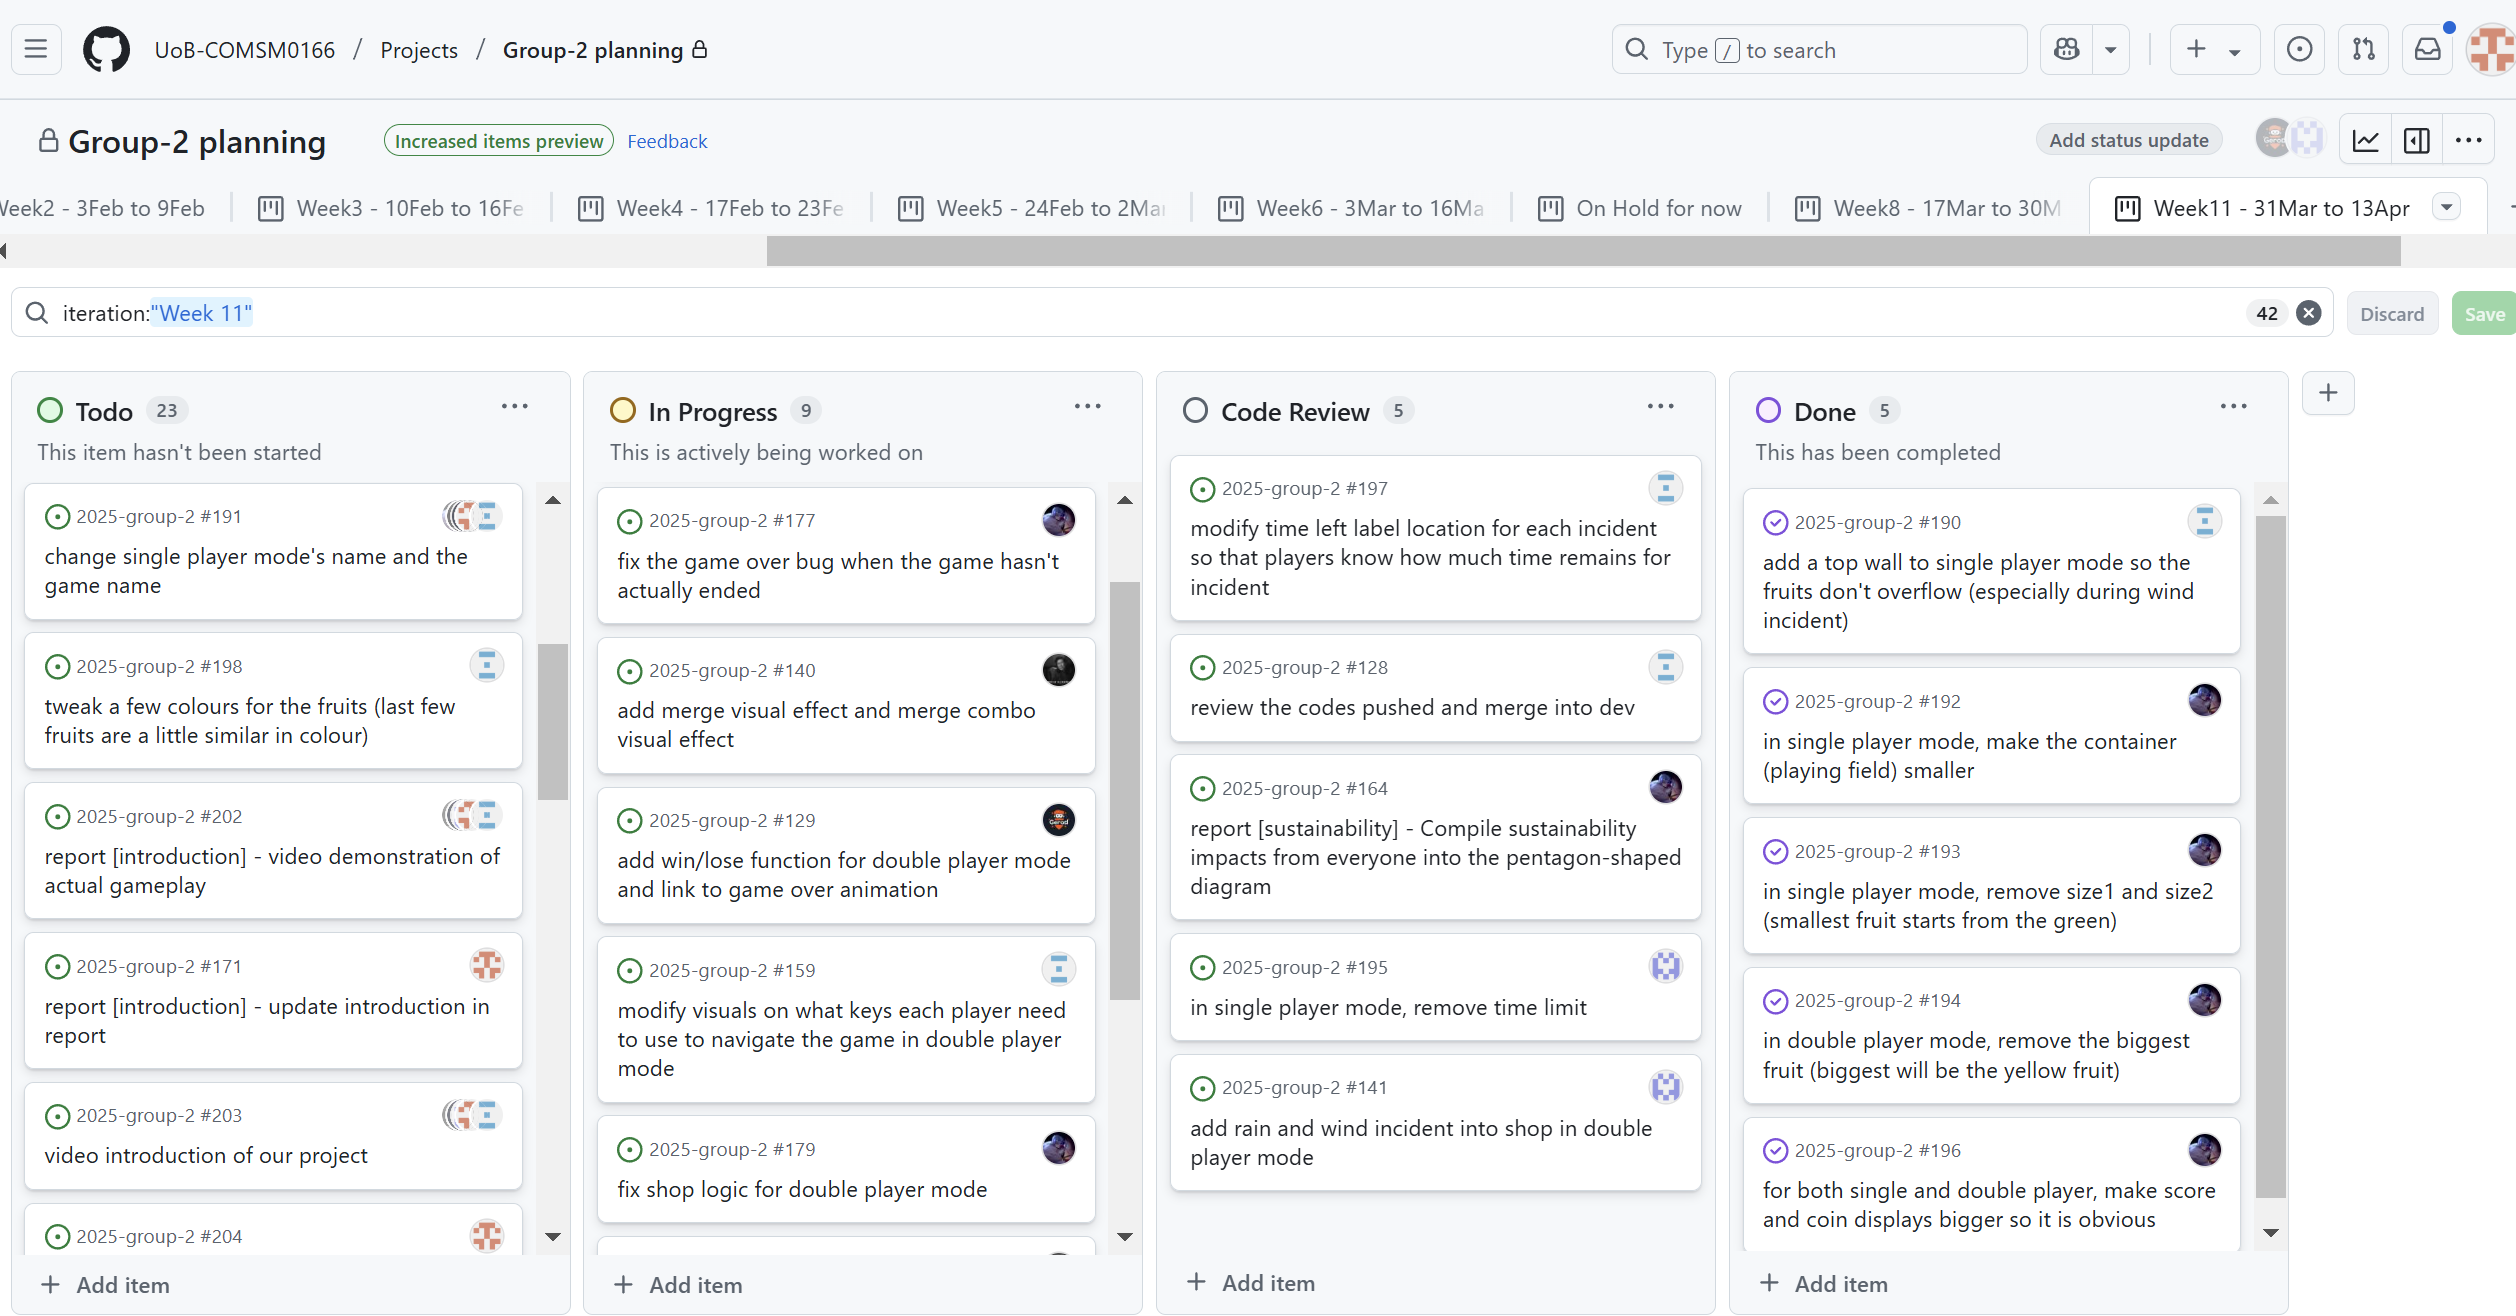 UoB-COMSM0166 / Projects / Group-2 planning
Type / to search
Group-2 planning
Increased items preview
Feedback
Add status update
Week2 - 3Feb to 9Feb
Week3 - 10Feb to 16Fe
Week4 - 17Feb to 23Fe
Week5 - 24Feb to 2Mar
Week6 - 3Mar to 16Ma
On Hold for now
Week8 - 17Mar to 30M
Week11 - 31Mar to 13Apr
iteration:"Week 11"
42
Discard
Save
Todo 23
This item hasn't been started
2025-group-2 #191
change single player mode's name and the
game name
2025-group-2 #198
tweak a few colours for the fruits (last few
fruits are a little similar in colour)
2025-group-2 #202
report [introduction] - video demonstration of
actual gameplay
2025-group-2 #171
report [introduction] - update introduction in
report
2025-group-2 #203
video introduction of our project
2025-group-2 #204
Add item
In Progress 9
This is actively being worked on
2025-group-2 #177
fix the game over bug when the game hasn't
actually ended
2025-group-2 #140
add merge visual effect and merge combo
visual effect
2025-group-2 #129
add win/lose function for double player mode
and link to game over animation
2025-group-2 #159
modify visuals on what keys each player need
to use to navigate the game in double player
mode
2025-group-2 #179
fix shop logic for double player mode
Add item
Code Review 5
2025-group-2 #197
modify time left label location for each incident
so that players know how much time remains for
incident
2025-group-2 #128
review the codes pushed and merge into dev
2025-group-2 #164
report [sustainability] - Compile sustainability
impacts from everyone into the pentagon-shaped
diagram
2025-group-2 #195
in single player mode, remove time limit
2025-group-2 #141
add rain and wind incident into shop in double
player mode
Add item
Done 5
This has been completed
2025-group-2 #190
add a top wall to single player mode so the
fruits don't overflow (especially during wind
incident)
2025-group-2 #192
in single player mode, make the container
(playing field) smaller
2025-group-2 #193
in single player mode, remove size1 and size2
(smallest fruit starts from the green)
2025-group-2 #194
in double player mode, remove the biggest
fruit (biggest will be the yellow fruit)
2025-group-2 #196
for both single and double player, make score
and coin displays bigger so it is obvious
Add item